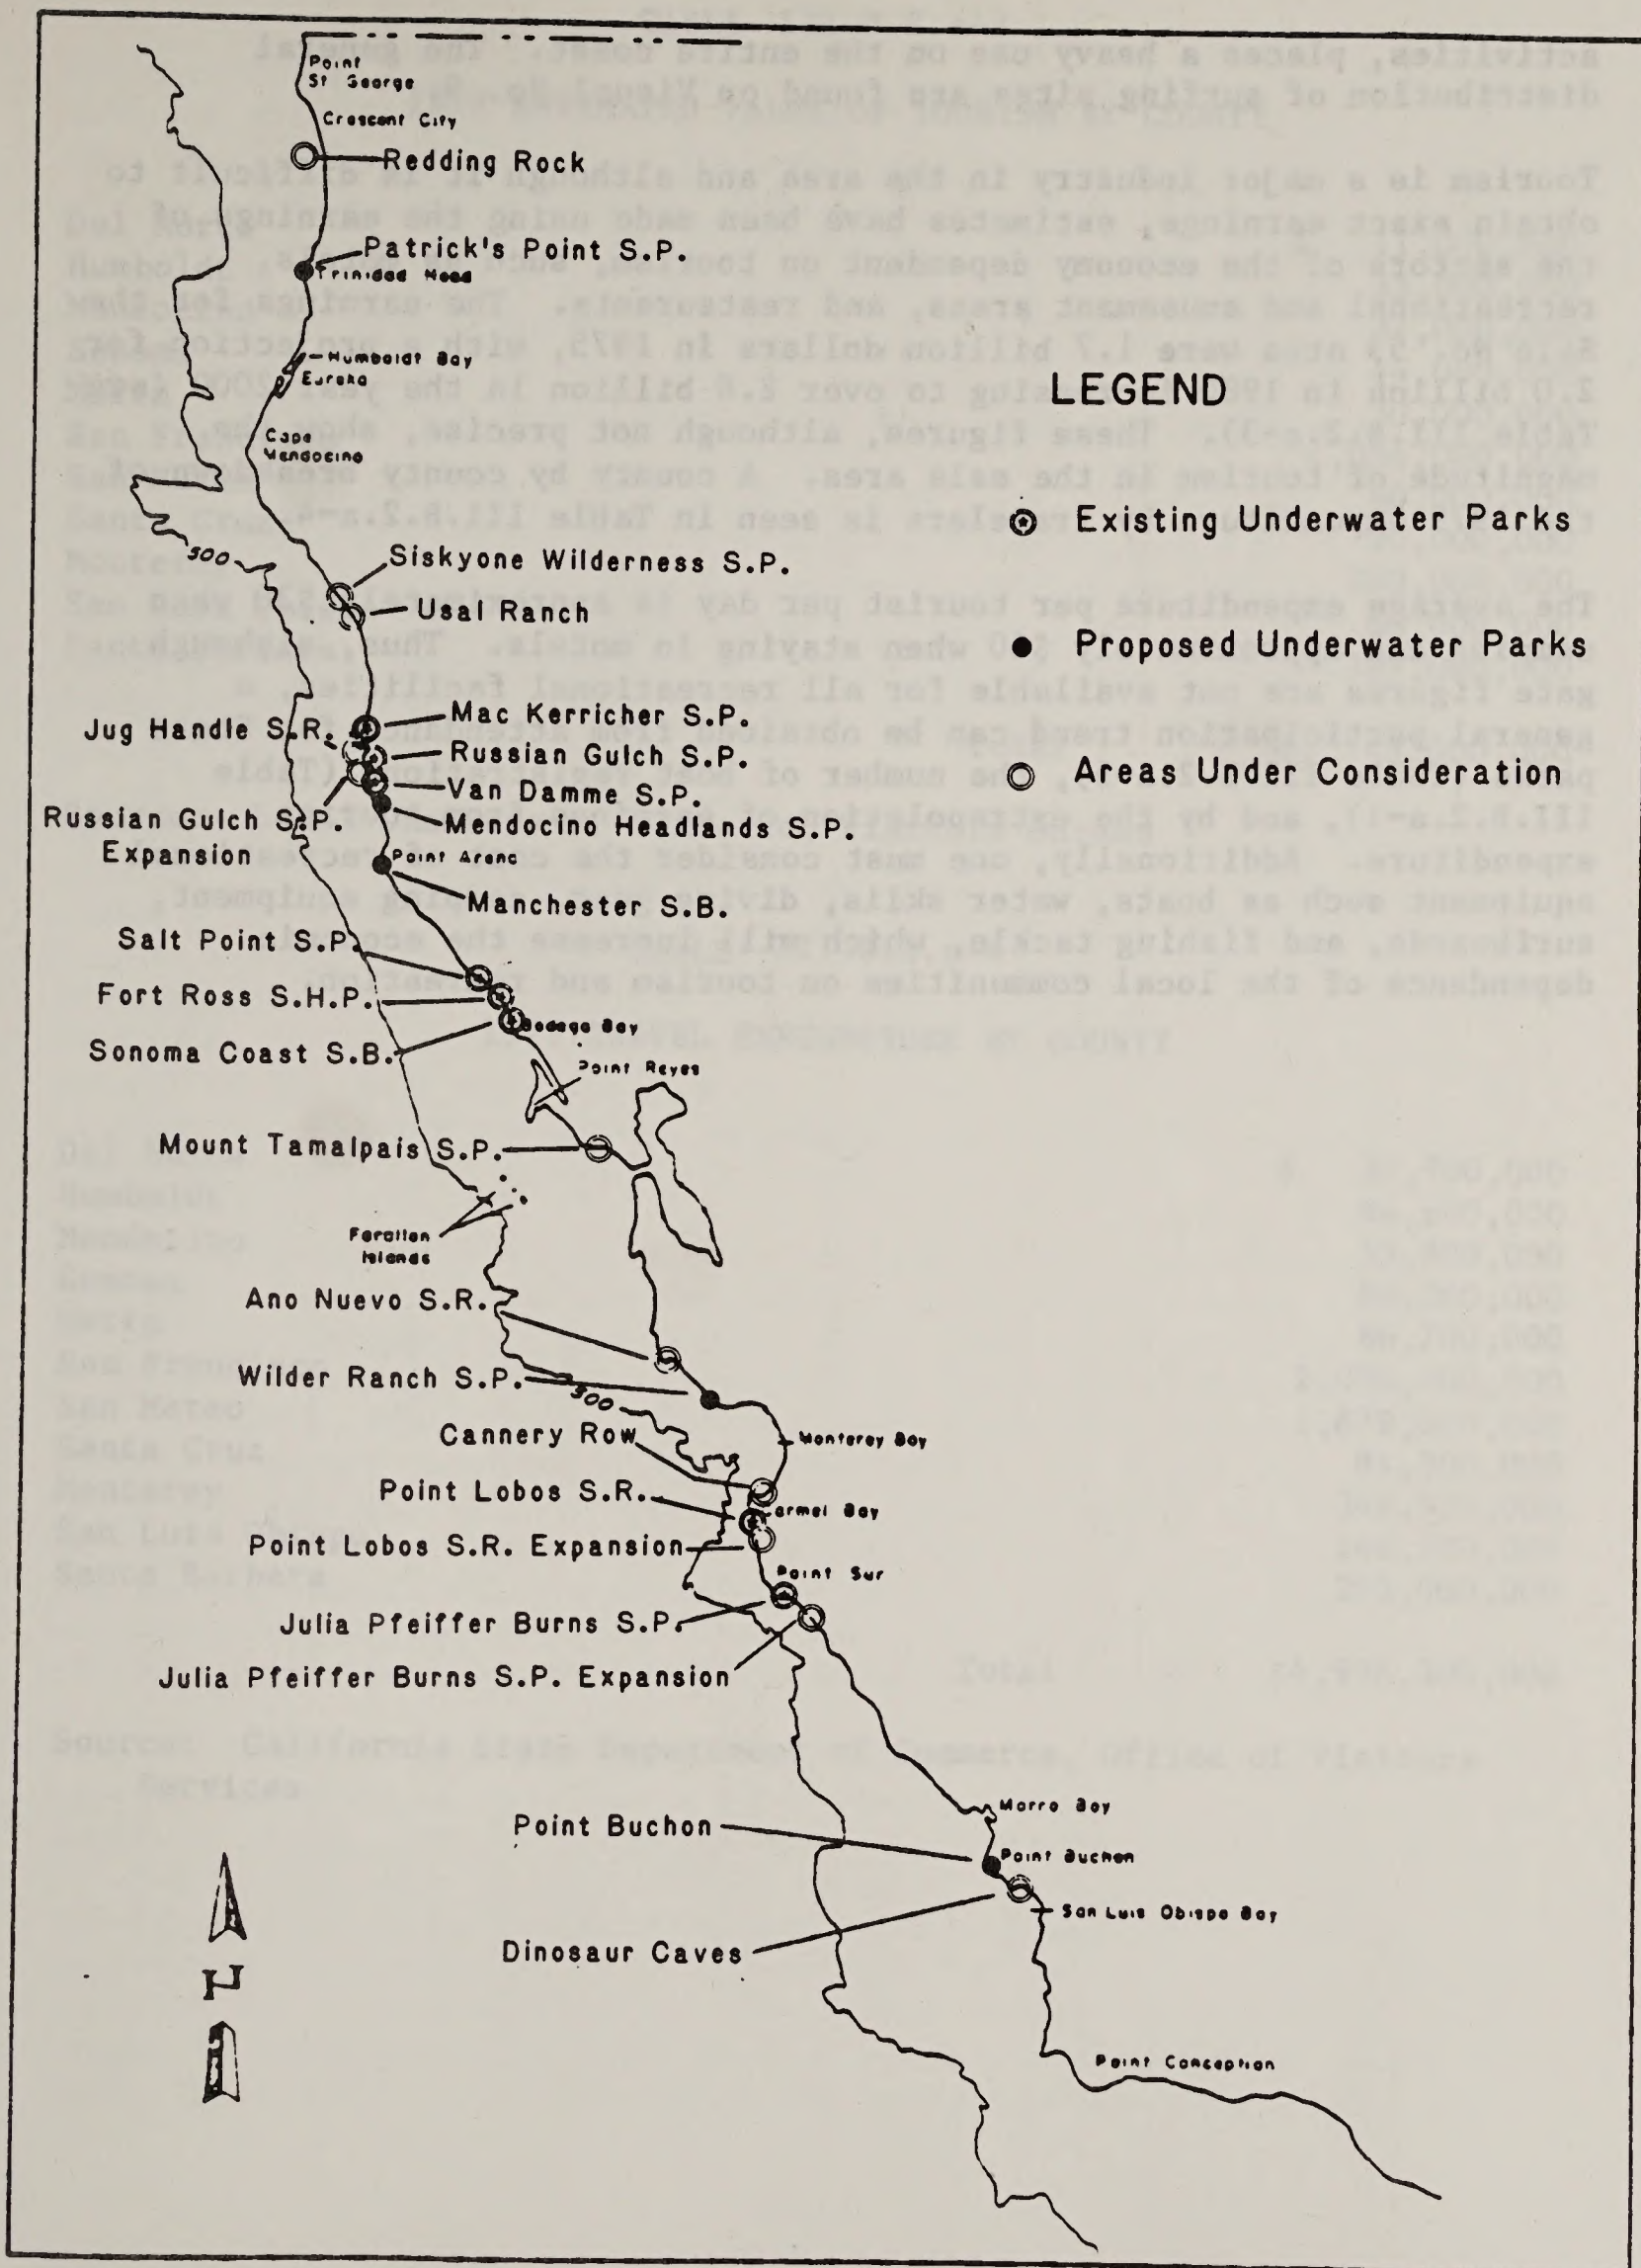 Point
St George
Crescent City
Redding Rock
Patrick's Point S.P.
Trinidad Head
Humboldt Bay
Eureka
Cape
Mendocino
LEGEND
Existing Underwater Parks
Proposed Underwater Parks
Areas Under Consideration
500
Siskyone Wilderness S.P.
Usal Ranch
Jug Handle S.R.
Mac Kerricher S.P.
Russian Gulch S.P.
Van Damme S.P.
Russian Gulch S.P.
Expansion
Mendocino Headlands S.P.
Point Arena
Manchester S.B.
Salt Point S.P.
Fort Ross S.H.P.
Bodega Bay
Sonoma Coast S.B.
Point Reyes
Mount Tamalpais S.P.
Farallon
Islands
Ano Nuevo S.R.
Wilder Ranch S.P.
500
Cannery Row
Monterey Bay
Point Lobos S.R.
Carmel Bay
Point Lobos S.R. Expansion
Point Sur
Julia Pfeiffer Burns S.P.
Julia Pfeiffer Burns S.P. Expansion
Morro Bay
Point Buchon
Point Buchon
San Luis Obispo Bay
Dinosaur Caves
Point Conception